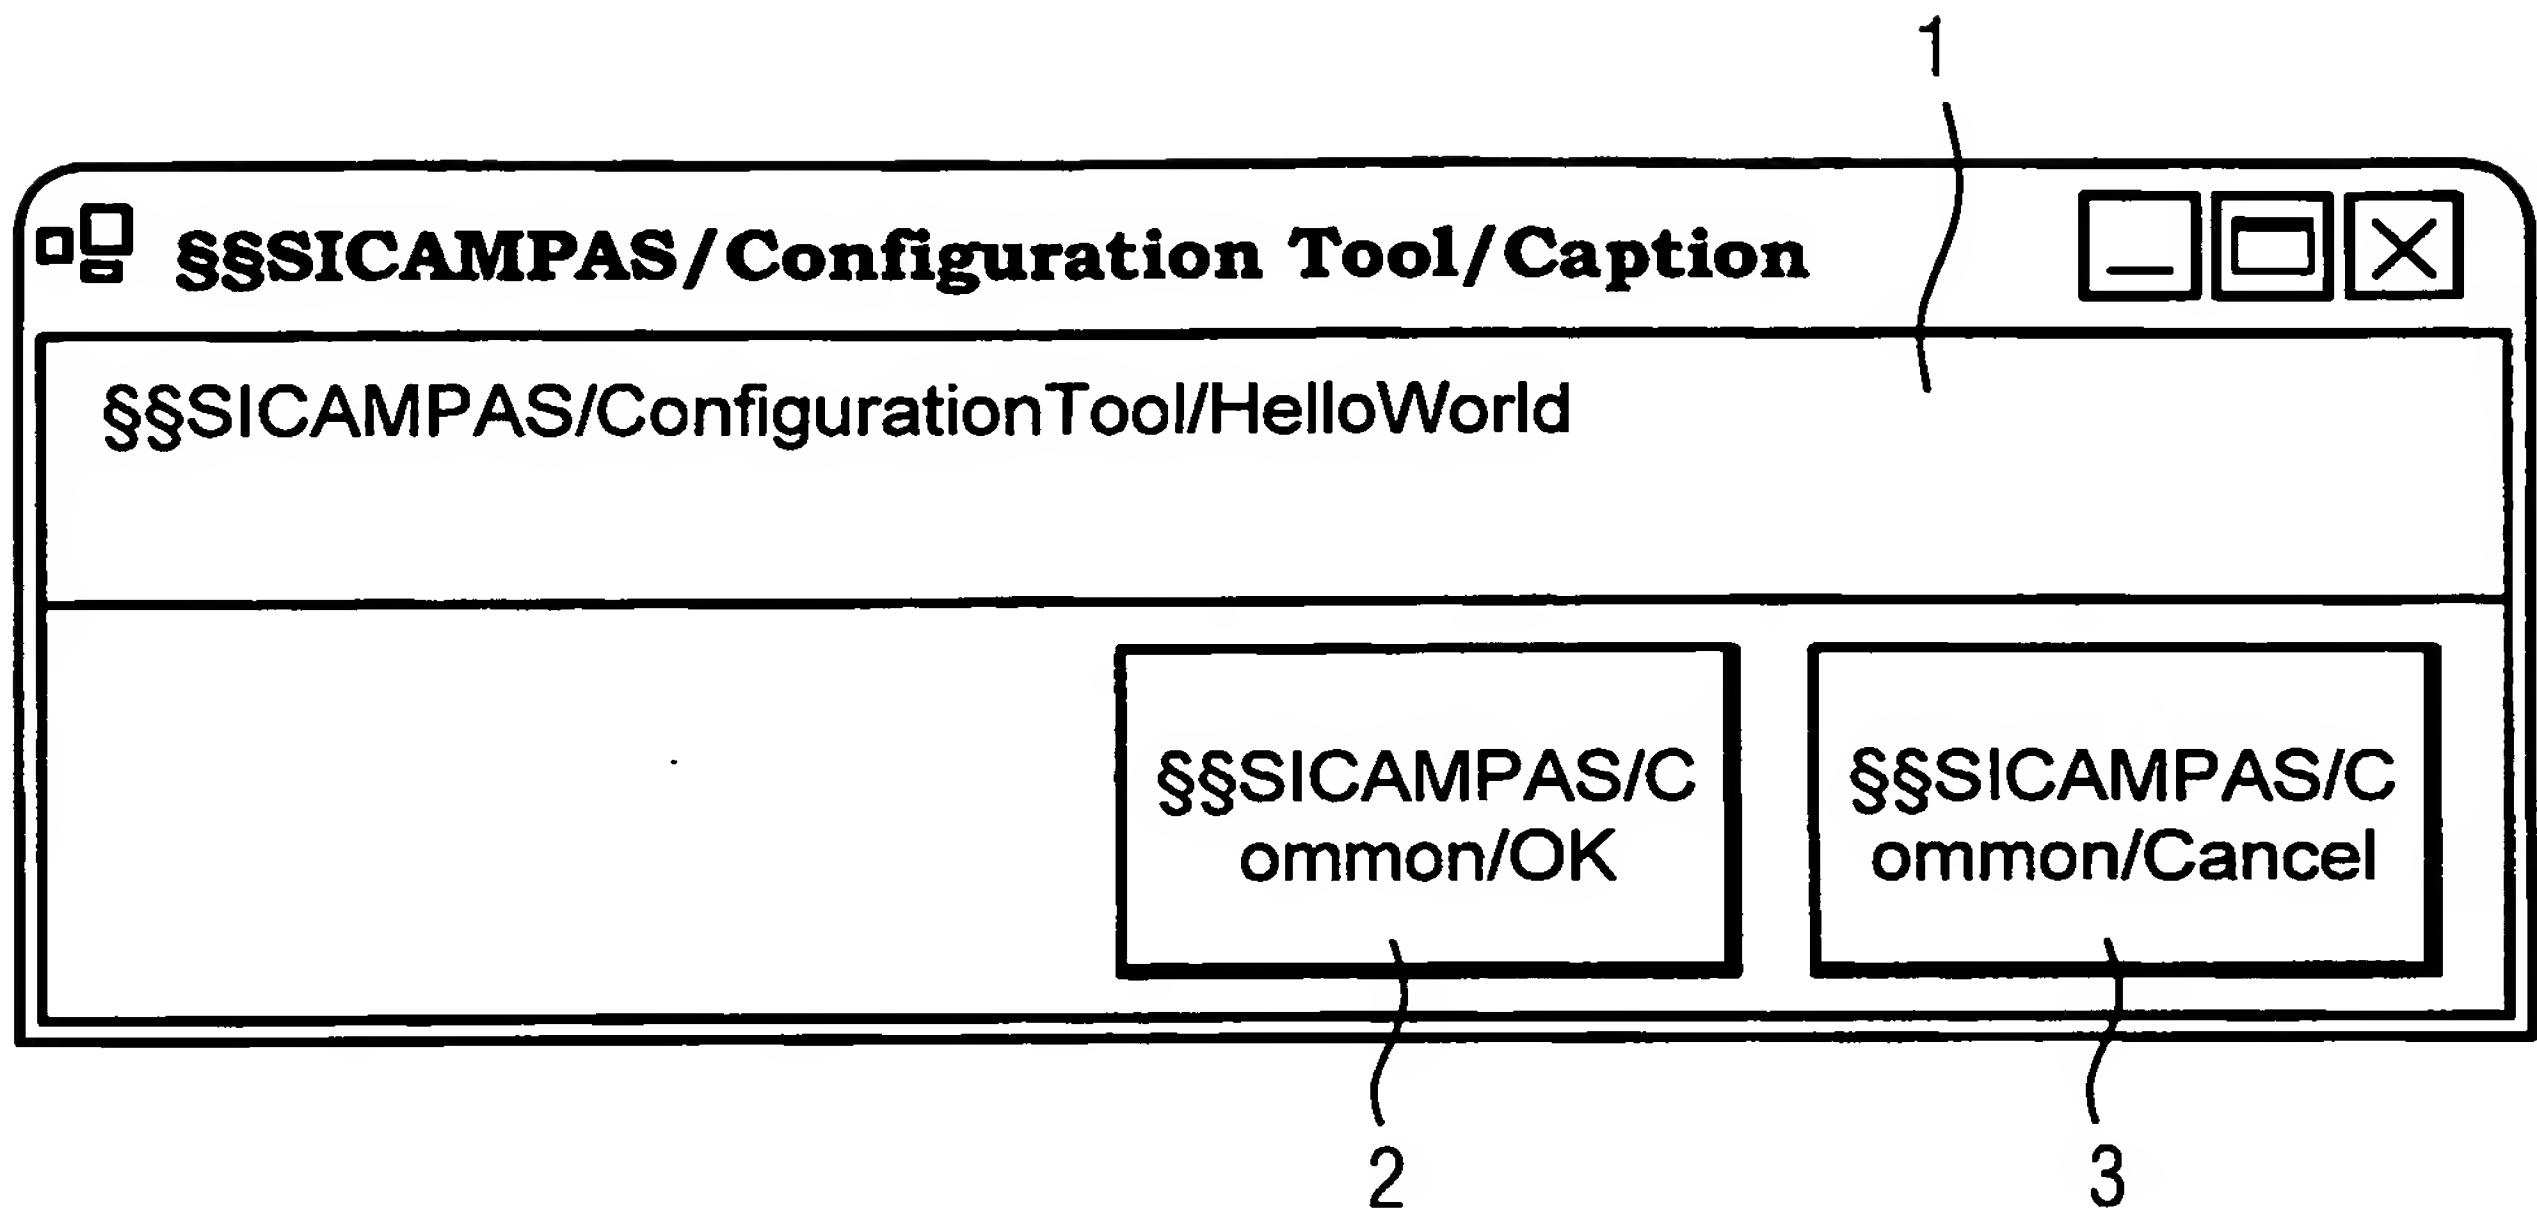 1
§§SICAMPAS/Configuration Tool/Caption
§§SICAMPAS/ConfigurationTool/HelloWorld
§§SICAMPAS/C
ommon/OK
§§SICAMPAS/C
ommon/Cancel
2
3